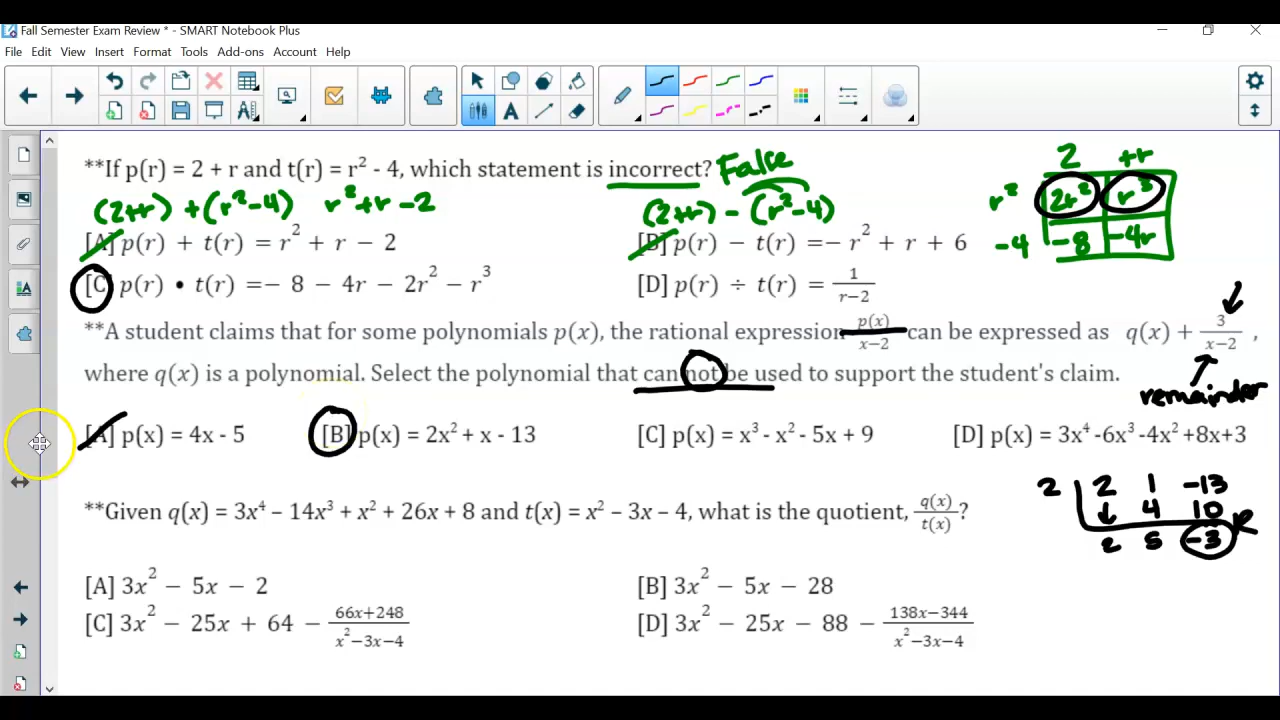 Fall Semester Exam Review * - SMART Notebook Plus
File Edit View Insert Format Tools Add-ons Account Help
**If p(r) = 2 + r and t(r) = r² - 4, which statement is incorrect? False
2 +r
(2+r) + (r²-4) r²+r-2 (2+r) - (r²-4)
r² 2r² r³
[A] p(r) + t(r) = r² + r − 2 [B] p(r) − t(r) = − r² + r + 6
-4 -8 -4r
[C] p(r) • t(r) = − 8 − 4r − 2r² − r³ [D] p(r) ÷ t(r) = 1/(r−2)
**A student claims that for some polynomials p(x), the rational expression p(x)/(x−2) can be expressed as q(x) + 3/(x−2) ,
where q(x) is a polynomial. Select the polynomial that can not be used to support the student's claim.
remainder
[A] p(x) = 4x - 5 [B] p(x) = 2x² + x - 13 [C] p(x) = x³ - x² - 5x + 9 [D] p(x) = 3x⁴ -6x³ -4x² +8x+3
2 2 1 -13
4 10
2 5 -3 R
**Given q(x) = 3x⁴ − 14x³ + x² + 26x + 8 and t(x) = x² − 3x − 4, what is the quotient, q(x)/t(x)?
[A] 3x² − 5x − 2 [B] 3x² − 5x − 28
[C] 3x² − 25x + 64 − (66x+248)/(x²−3x−4) [D] 3x² − 25x − 88 − (138x−344)/(x²−3x−4)